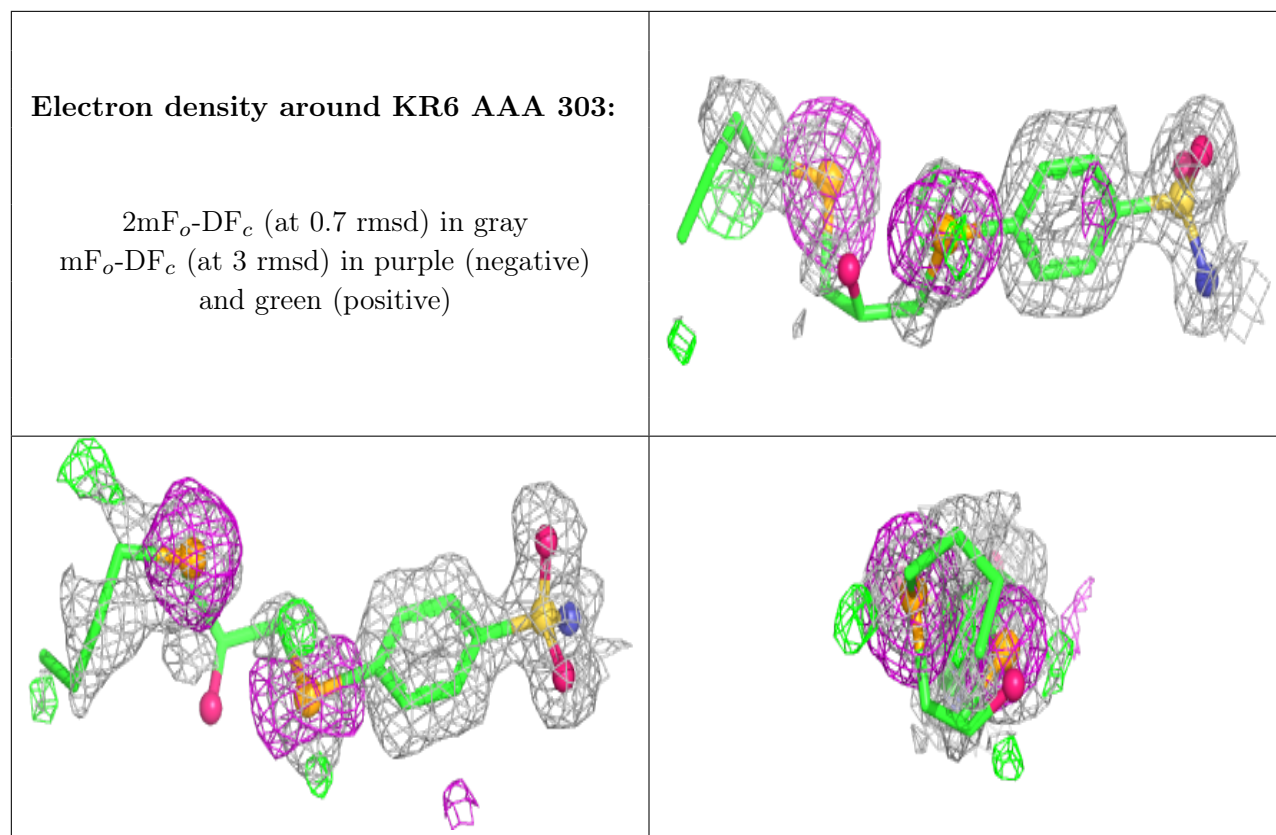 Electron density around KR6 AAA 303:
2mFo-DFc (at 0.7 rmsd) in gray
mFo-DFc (at 3 rmsd) in purple (negative)
and green (positive)